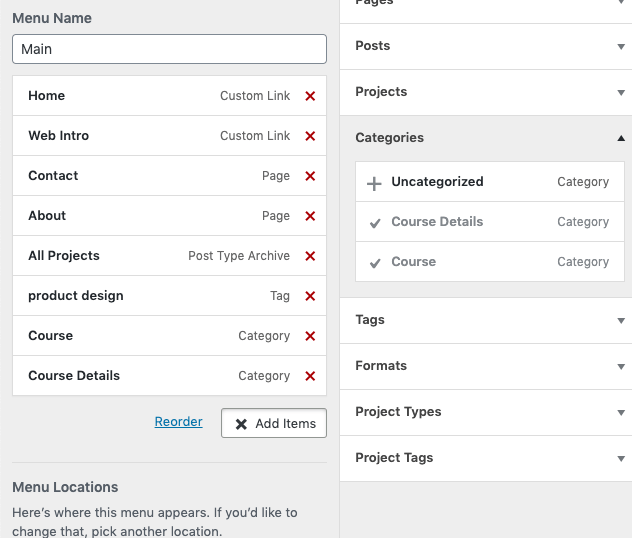 Menu Name
Main
Home Custom Link
Web Intro Custom Link
Contact Page
About Page
All Projects Post Type Archive
product design Tag
Course Category
Course Details Category
Reorder Add Items
Menu Locations
Here's where this menu appears. If you'd like to
change that, pick another location.
Pages
Posts
Projects
Categories
Uncategorized Category
Course Details Category
Course Category
Tags
Formats
Project Types
Project Tags